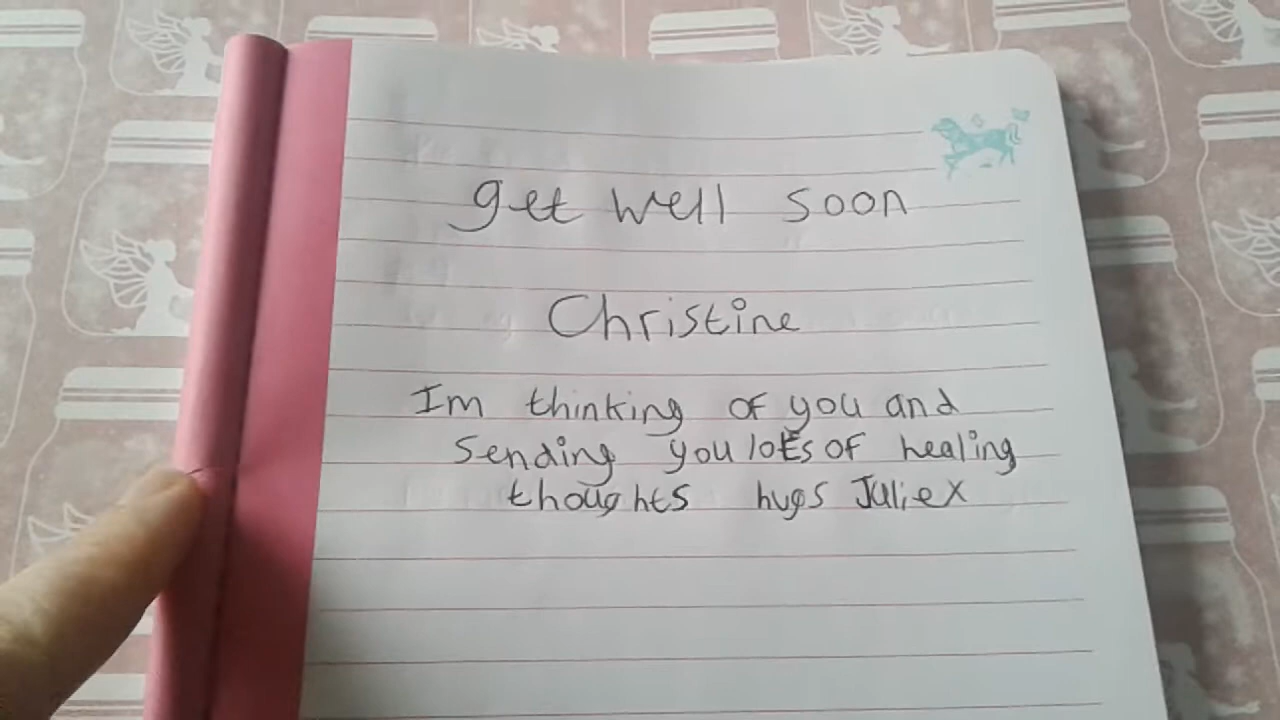 get well soon
Christine
Im thinking of you and
sending you lots of healing
thoughts hugs Julie x